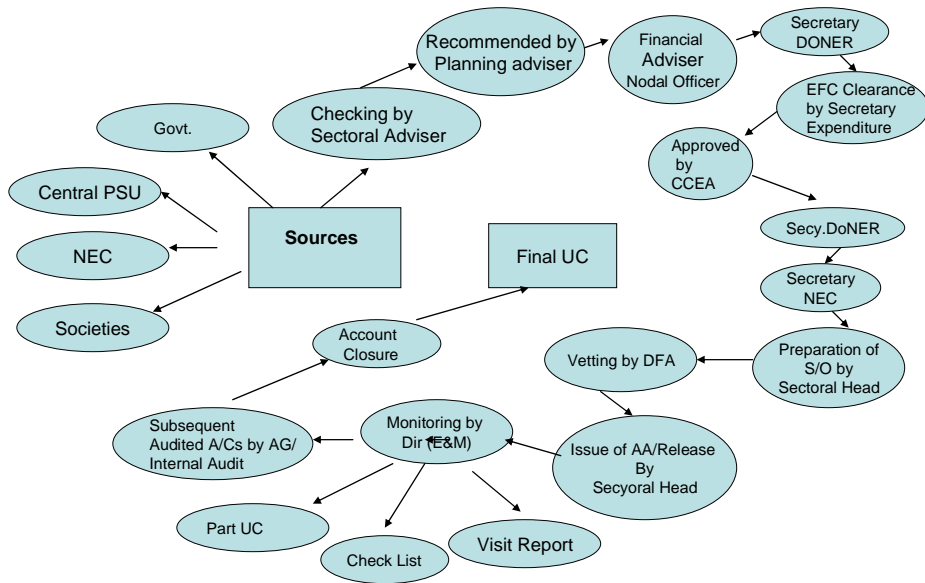 Secretary
DONER
Recommended by
Planning adviser
Financial
Adviser
Nodal Officer
EFC Clearance
by Secretary
Expenditure
Checking by
Sectoral Adviser
Govt.
Approved
by
CCEA
Central PSU
Sources
Secy.DoNER
NEC
Final UC
Secretary
NEC
Societies
Account
Closure
Vetting by DFA
Preparation of
S/O by
Sectoral Head
Subsequent
Audited A/Cs by AG/
Internal Audit
Monitoring by
Dir (E&M)
Issue of AA/Release
By
Secyoral Head
Part UC
Check List
Visit Report